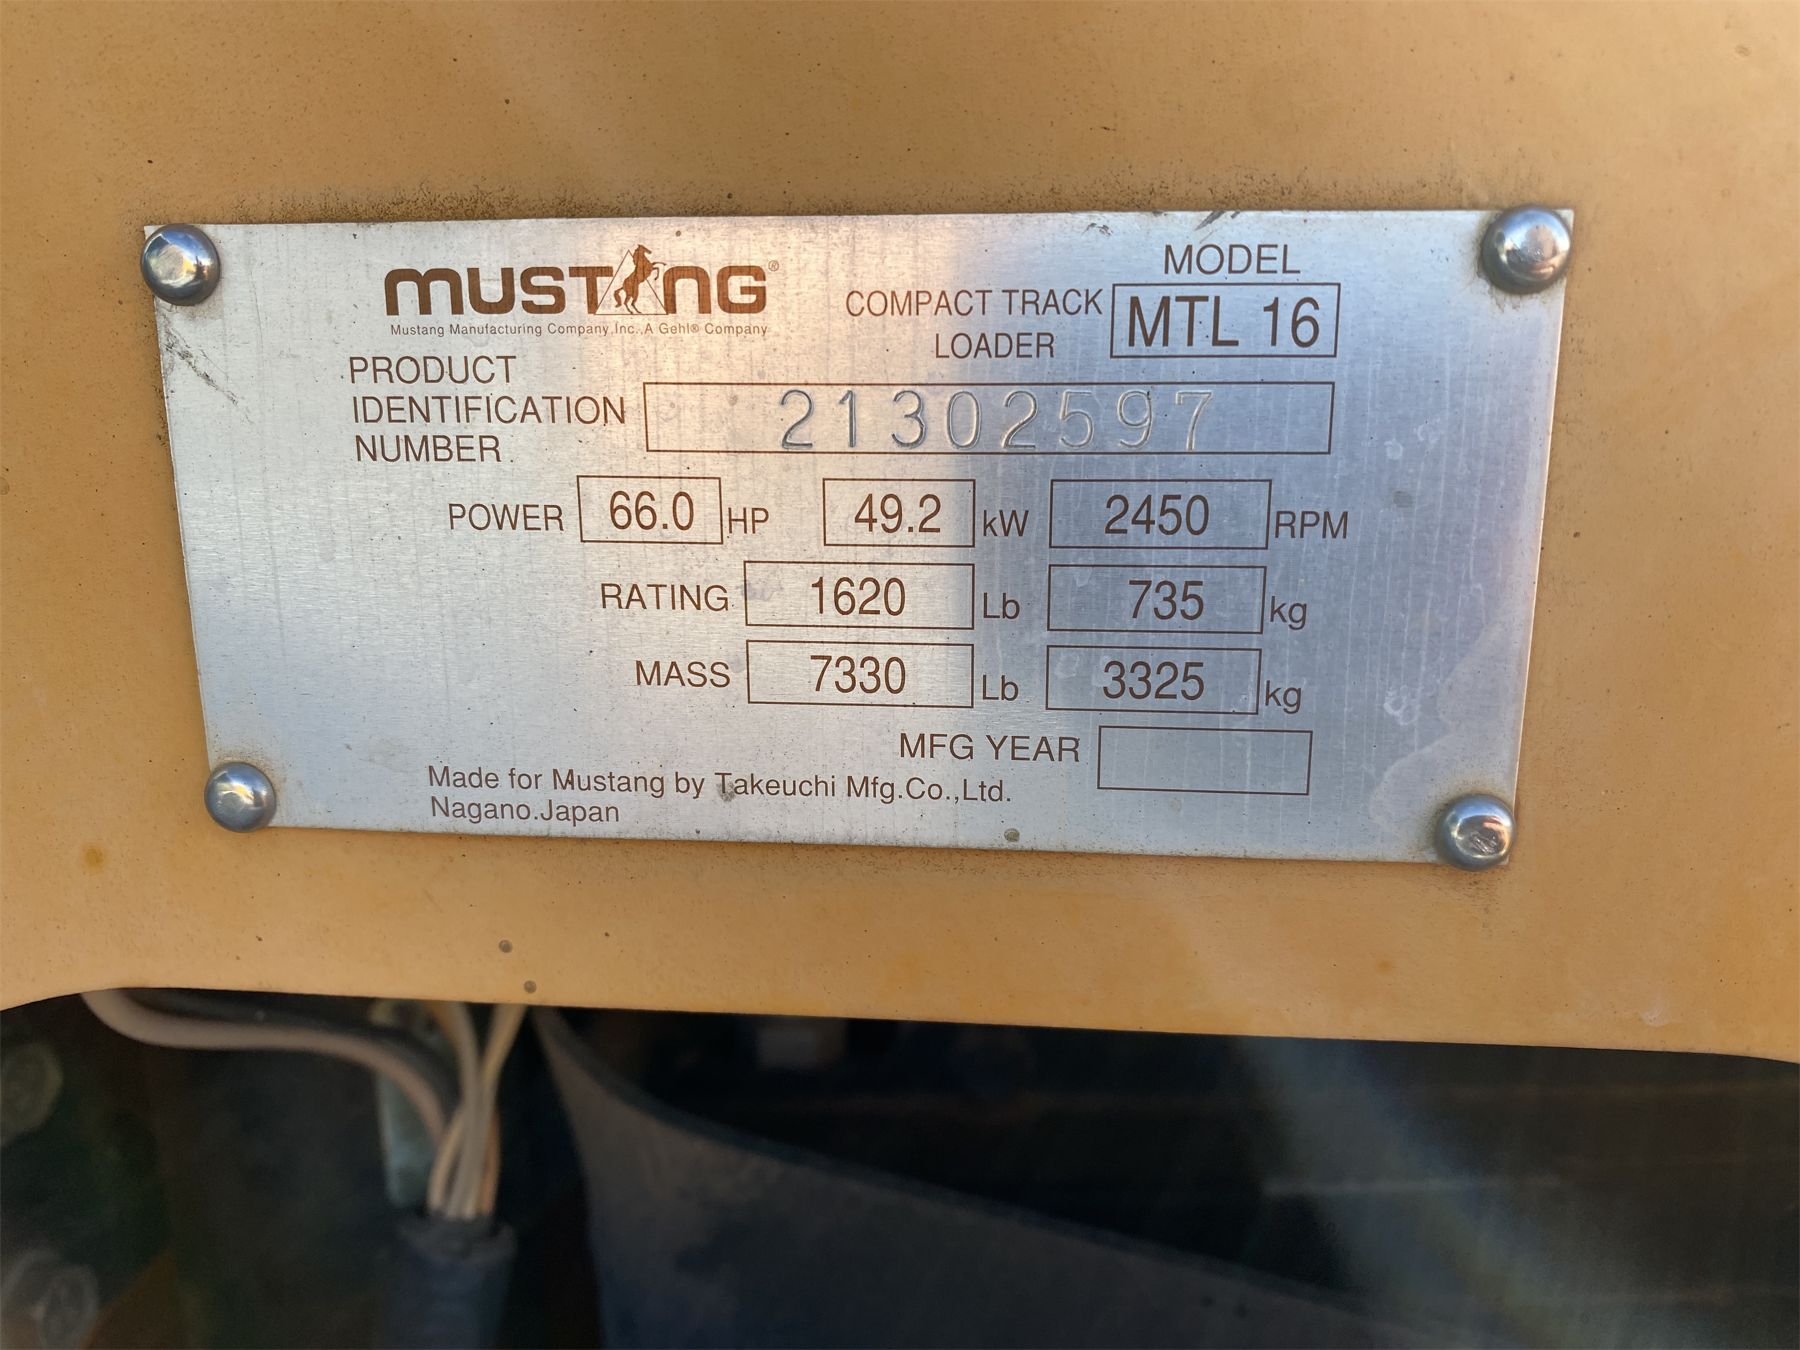 MUSTANG®
Mustang Manufacturing Company,Inc.,A Gehl® Company
MODEL
COMPACT TRACK LOADER
MTL 16
PRODUCT
IDENTIFICATION
NUMBER
21302597
POWER 66.0 HP 49.2 kW 2450 RPM
RATING 1620 Lb 735 kg
MASS 7330 Lb 3325 kg
MFG YEAR
Made for Mustang by Takeuchi Mfg.Co.,Ltd.
Nagano.Japan